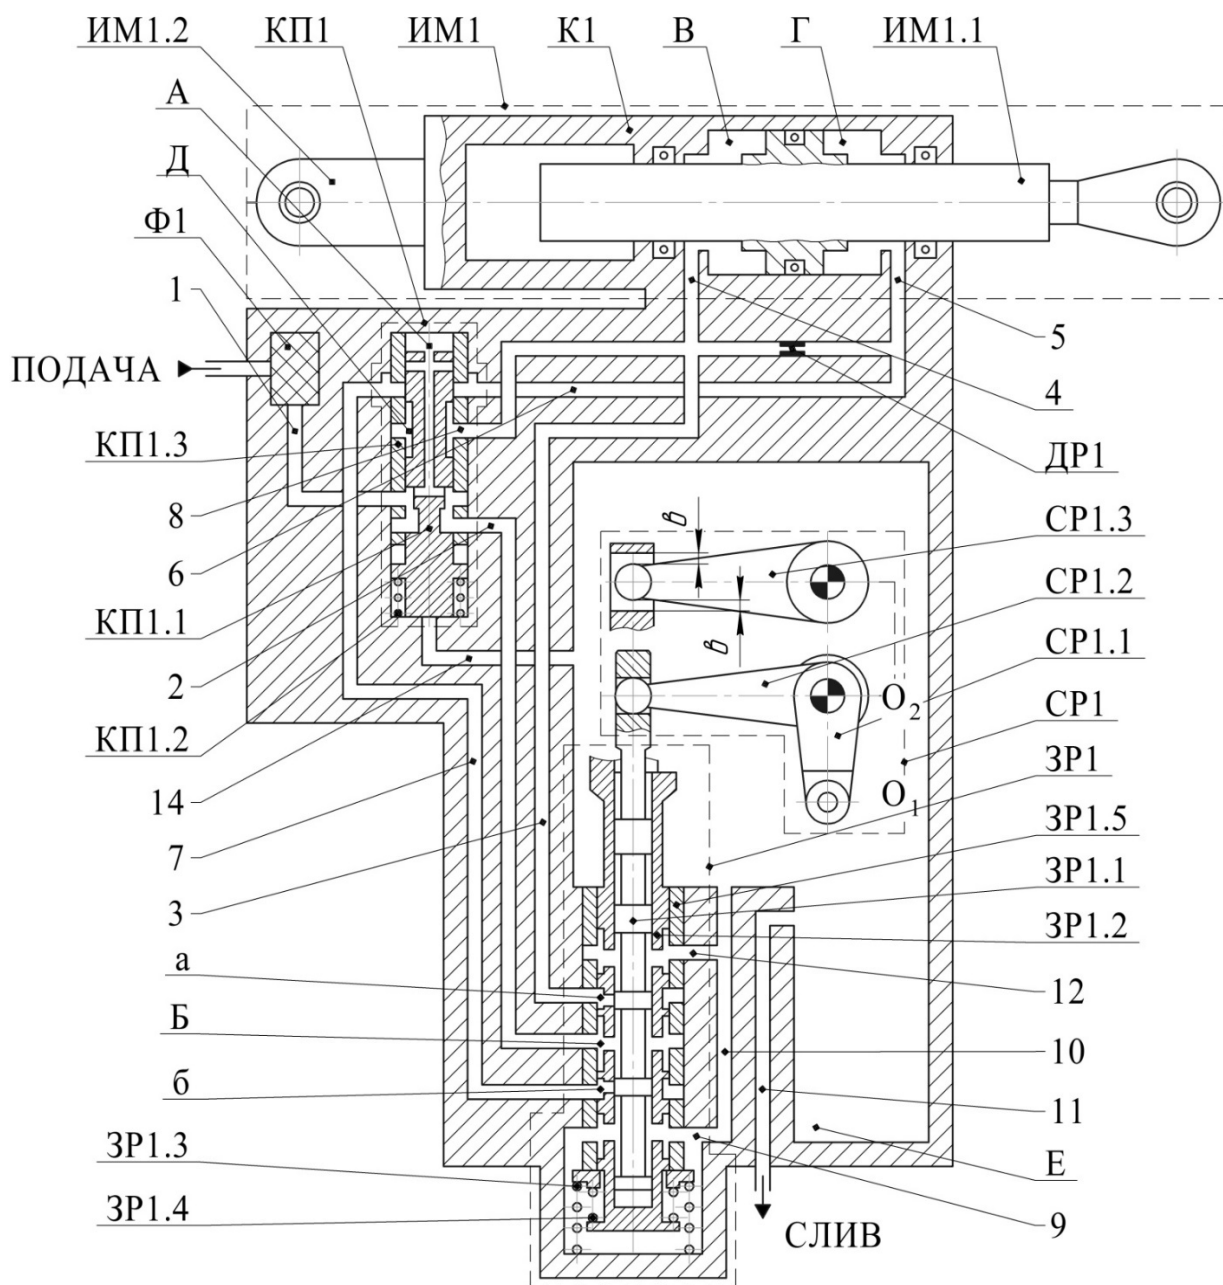 ИМ1.2 КП1 ИМ1 К1 В Г ИМ1.1
А
Д
Ф1
1
ПОДАЧА
КП1.3
8
6
КП1.1
2
КП1.2
14
7
3
а
Б
б
ЗР1.3
ЗР1.4
5
4
ДР1
СР1.3
СР1.2
СР1.1
СР1
ЗР1
ЗР1.5
ЗР1.1
ЗР1.2
12
10
11
Е
9
в
в
О₂
О₁
СЛИВ